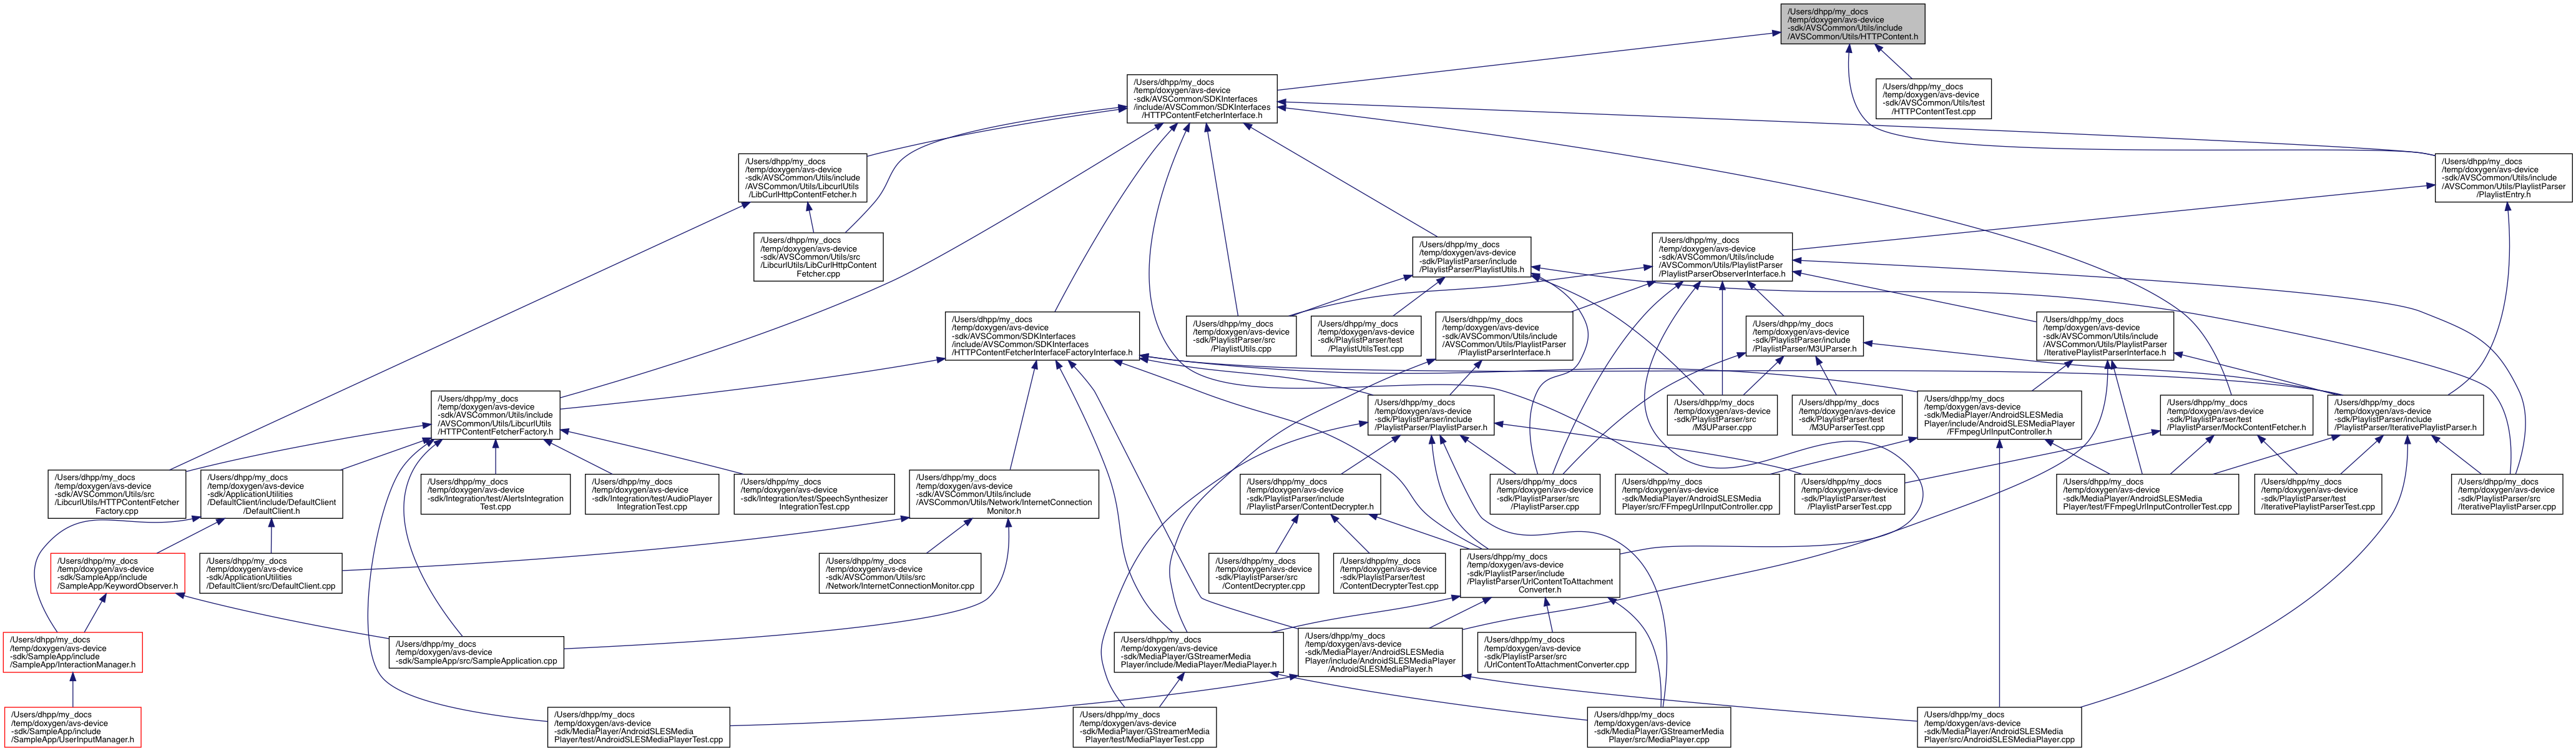 /Users/dhpp/my_docs
/temp/doxygen/avs-device
-sdk/AVSCommon/Utils/include
/AVSCommon/Utils/HTTPContent.h
/Users/dhpp/my_docs
/temp/doxygen/avs-device
-sdk/AVSCommon/SDKInterfaces
/include/AVSCommon/SDKInterfaces
/HTTPContentFetcherInterface.h
/Users/dhpp/my_docs
/temp/doxygen/avs-device
-sdk/AVSCommon/Utils/test
/HTTPContentTest.cpp
/Users/dhpp/my_docs
/temp/doxygen/avs-device
-sdk/AVSCommon/Utils/include
/AVSCommon/Utils/LibcurlUtils
/LibCurlHttpContentFetcher.h
/Users/dhpp/my_docs
/temp/doxygen/avs-device
-sdk/AVSCommon/Utils/include
/AVSCommon/Utils/PlaylistParser
/PlaylistEntry.h
/Users/dhpp/my_docs
/temp/doxygen/avs-device
-sdk/AVSCommon/Utils/src
/LibcurlUtils/LibCurlHttpContent
Fetcher.cpp
/Users/dhpp/my_docs
/temp/doxygen/avs-device
-sdk/PlaylistParser/include
/PlaylistParser/PlaylistUtils.h
/Users/dhpp/my_docs
/temp/doxygen/avs-device
-sdk/AVSCommon/Utils/include
/AVSCommon/Utils/PlaylistParser
/PlaylistParserObserverInterface.h
/Users/dhpp/my_docs
/temp/doxygen/avs-device
-sdk/AVSCommon/SDKInterfaces
/include/AVSCommon/SDKInterfaces
/HTTPContentFetcherInterfaceFactoryInterface.h
/Users/dhpp/my_docs
/temp/doxygen/avs-device
-sdk/PlaylistParser/src
/PlaylistUtils.cpp
/Users/dhpp/my_docs
/temp/doxygen/avs-device
-sdk/PlaylistParser/test
/PlaylistUtilsTest.cpp
/Users/dhpp/my_docs
/temp/doxygen/avs-device
-sdk/AVSCommon/Utils/include
/AVSCommon/Utils/PlaylistParser
/PlaylistParserInterface.h
/Users/dhpp/my_docs
/temp/doxygen/avs-device
-sdk/PlaylistParser/include
/PlaylistParser/M3UParser.h
/Users/dhpp/my_docs
/temp/doxygen/avs-device
-sdk/AVSCommon/Utils/include
/AVSCommon/Utils/PlaylistParser
/IterativePlaylistParserInterface.h
/Users/dhpp/my_docs
/temp/doxygen/avs-device
-sdk/AVSCommon/Utils/include
/AVSCommon/Utils/LibcurlUtils
/HTTPContentFetcherFactory.h
/Users/dhpp/my_docs
/temp/doxygen/avs-device
-sdk/PlaylistParser/include
/PlaylistParser/PlaylistParser.h
/Users/dhpp/my_docs
/temp/doxygen/avs-device
-sdk/PlaylistParser/src
/M3UParser.cpp
/Users/dhpp/my_docs
/temp/doxygen/avs-device
-sdk/PlaylistParser/test
/M3UParserTest.cpp
/Users/dhpp/my_docs
/temp/doxygen/avs-device
-sdk/MediaPlayer/AndroidSLESMedia
Player/include/AndroidSLESMediaPlayer
/FFmpegUrlInputController.h
/Users/dhpp/my_docs
/temp/doxygen/avs-device
-sdk/PlaylistParser/test
/PlaylistParser/MockContentFetcher.h
/Users/dhpp/my_docs
/temp/doxygen/avs-device
-sdk/PlaylistParser/include
/PlaylistParser/IterativePlaylistParser.h
/Users/dhpp/my_docs
/temp/doxygen/avs-device
-sdk/AVSCommon/Utils/src
/LibcurlUtils/HTTPContentFetcher
Factory.cpp
/Users/dhpp/my_docs
/temp/doxygen/avs-device
-sdk/ApplicationUtilities
/DefaultClient/include/DefaultClient
/DefaultClient.h
/Users/dhpp/my_docs
/temp/doxygen/avs-device
-sdk/Integration/test/AlertsIntegration
Test.cpp
/Users/dhpp/my_docs
/temp/doxygen/avs-device
-sdk/Integration/test/AudioPlayer
IntegrationTest.cpp
/Users/dhpp/my_docs
/temp/doxygen/avs-device
-sdk/Integration/test/SpeechSynthesizer
IntegrationTest.cpp
/Users/dhpp/my_docs
/temp/doxygen/avs-device
-sdk/AVSCommon/Utils/include
/AVSCommon/Utils/Network/InternetConnection
Monitor.h
/Users/dhpp/my_docs
/temp/doxygen/avs-device
-sdk/PlaylistParser/include
/PlaylistParser/ContentDecrypter.h
/Users/dhpp/my_docs
/temp/doxygen/avs-device
-sdk/PlaylistParser/src
/PlaylistParser.cpp
/Users/dhpp/my_docs
/temp/doxygen/avs-device
-sdk/MediaPlayer/AndroidSLESMedia
Player/src/FFmpegUrlInputController.cpp
/Users/dhpp/my_docs
/temp/doxygen/avs-device
-sdk/PlaylistParser/test
/PlaylistParserTest.cpp
/Users/dhpp/my_docs
/temp/doxygen/avs-device
-sdk/MediaPlayer/AndroidSLESMedia
Player/test/FFmpegUrlInputControllerTest.cpp
/Users/dhpp/my_docs
/temp/doxygen/avs-device
-sdk/PlaylistParser/test
/IterativePlaylistParserTest.cpp
/Users/dhpp/my_docs
/temp/doxygen/avs-device
-sdk/PlaylistParser/src
/IterativePlaylistParser.cpp
/Users/dhpp/my_docs
/temp/doxygen/avs-device
-sdk/SampleApp/include
/SampleApp/KeywordObserver.h
/Users/dhpp/my_docs
/temp/doxygen/avs-device
-sdk/ApplicationUtilities
/DefaultClient/src/DefaultClient.cpp
/Users/dhpp/my_docs
/temp/doxygen/avs-device
-sdk/AVSCommon/Utils/src
/Network/InternetConnectionMonitor.cpp
/Users/dhpp/my_docs
/temp/doxygen/avs-device
-sdk/PlaylistParser/src
/ContentDecrypter.cpp
/Users/dhpp/my_docs
/temp/doxygen/avs-device
-sdk/PlaylistParser/test
/ContentDecrypterTest.cpp
/Users/dhpp/my_docs
/temp/doxygen/avs-device
-sdk/PlaylistParser/include
/PlaylistParser/UrlContentToAttachment
Converter.h
/Users/dhpp/my_docs
/temp/doxygen/avs-device
-sdk/SampleApp/include
/SampleApp/InteractionManager.h
/Users/dhpp/my_docs
/temp/doxygen/avs-device
-sdk/SampleApp/src/SampleApplication.cpp
/Users/dhpp/my_docs
/temp/doxygen/avs-device
-sdk/MediaPlayer/GStreamerMedia
Player/include/MediaPlayer/MediaPlayer.h
/Users/dhpp/my_docs
/temp/doxygen/avs-device
-sdk/MediaPlayer/AndroidSLESMedia
Player/include/AndroidSLESMediaPlayer
/AndroidSLESMediaPlayer.h
/Users/dhpp/my_docs
/temp/doxygen/avs-device
-sdk/PlaylistParser/src
/UrlContentToAttachmentConverter.cpp
/Users/dhpp/my_docs
/temp/doxygen/avs-device
-sdk/SampleApp/include
/SampleApp/UserInputManager.h
/Users/dhpp/my_docs
/temp/doxygen/avs-device
-sdk/MediaPlayer/AndroidSLESMedia
Player/test/AndroidSLESMediaPlayerTest.cpp
/Users/dhpp/my_docs
/temp/doxygen/avs-device
-sdk/MediaPlayer/GStreamerMedia
Player/test/MediaPlayerTest.cpp
/Users/dhpp/my_docs
/temp/doxygen/avs-device
-sdk/MediaPlayer/GStreamerMedia
Player/src/MediaPlayer.cpp
/Users/dhpp/my_docs
/temp/doxygen/avs-device
-sdk/MediaPlayer/AndroidSLESMedia
Player/src/AndroidSLESMediaPlayer.cpp